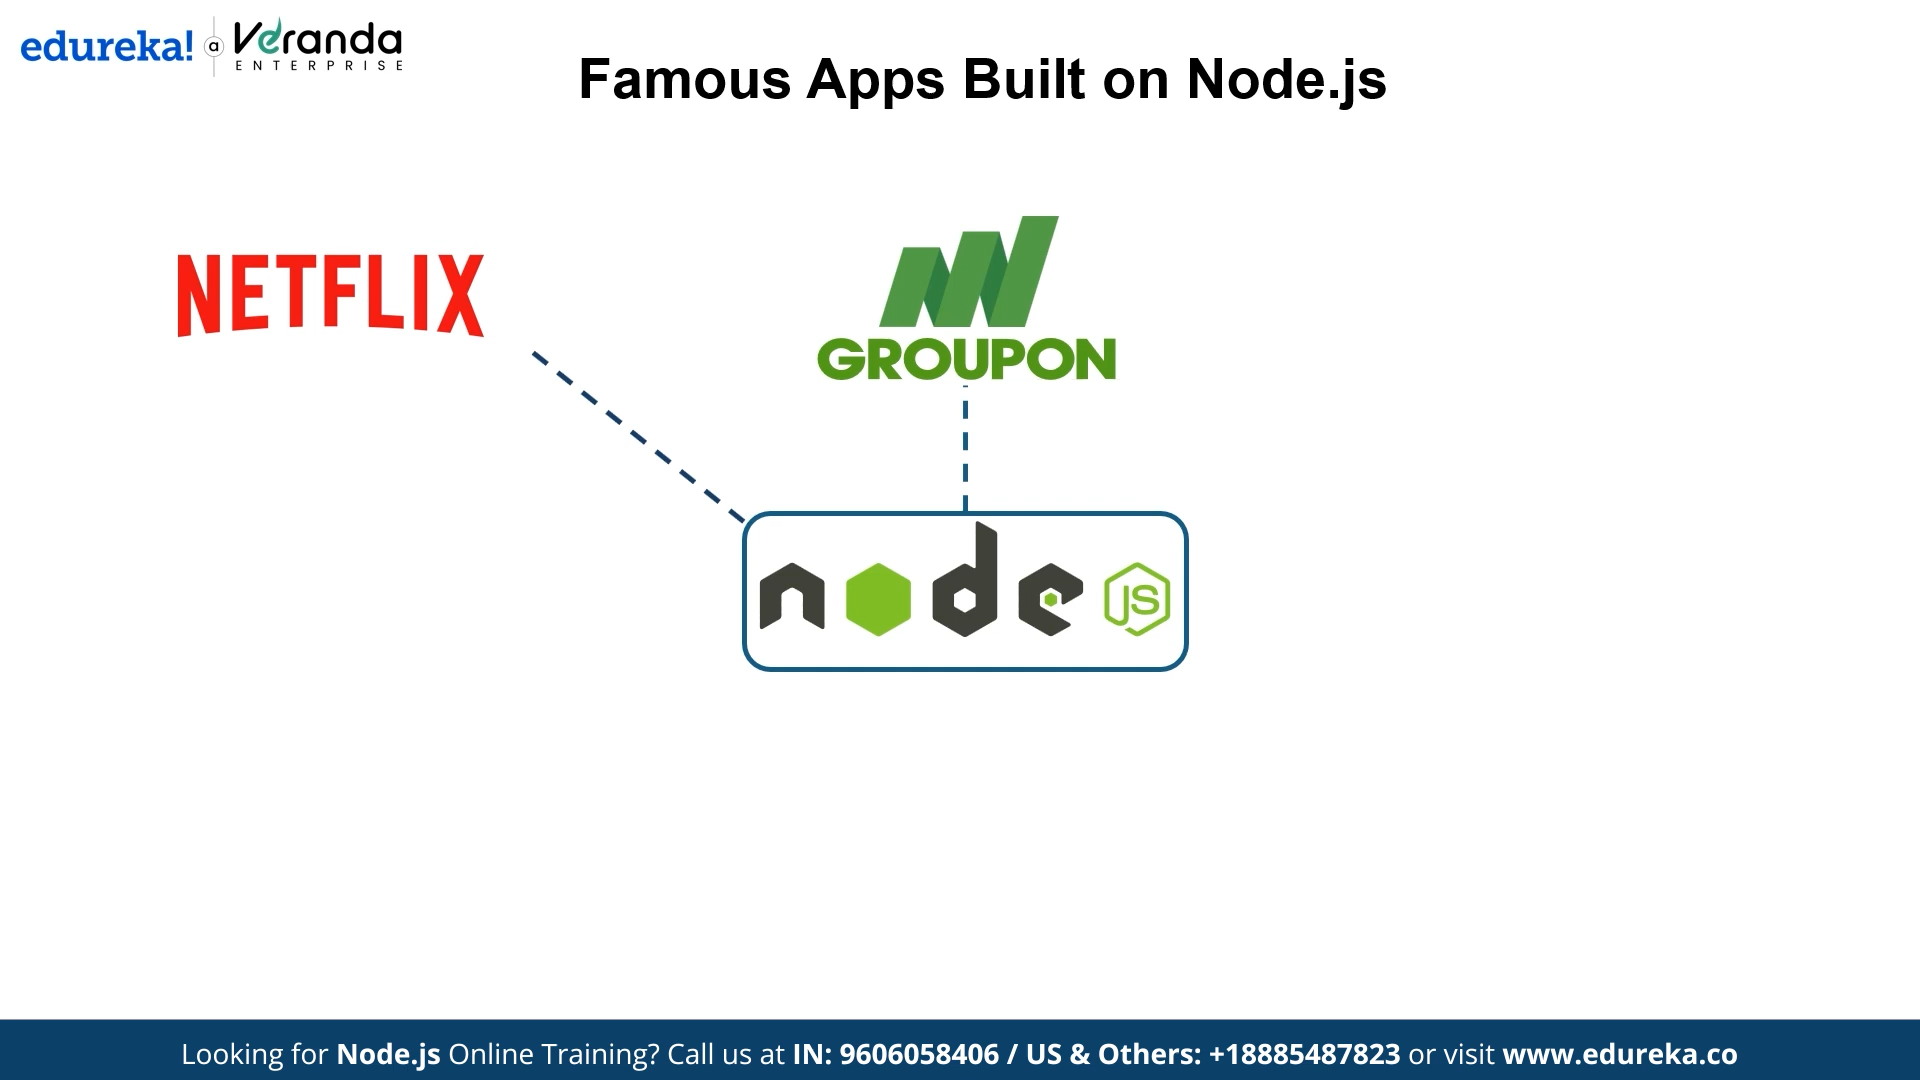 edureka! a Veranda
ENTERPRISE
Famous Apps Built on Node.js
NETFLIX
GROUPON
node JS
Looking for Node.js Online Training? Call us at IN: 9606058406 / US & Others: +18885487823 or visit www.edureka.co